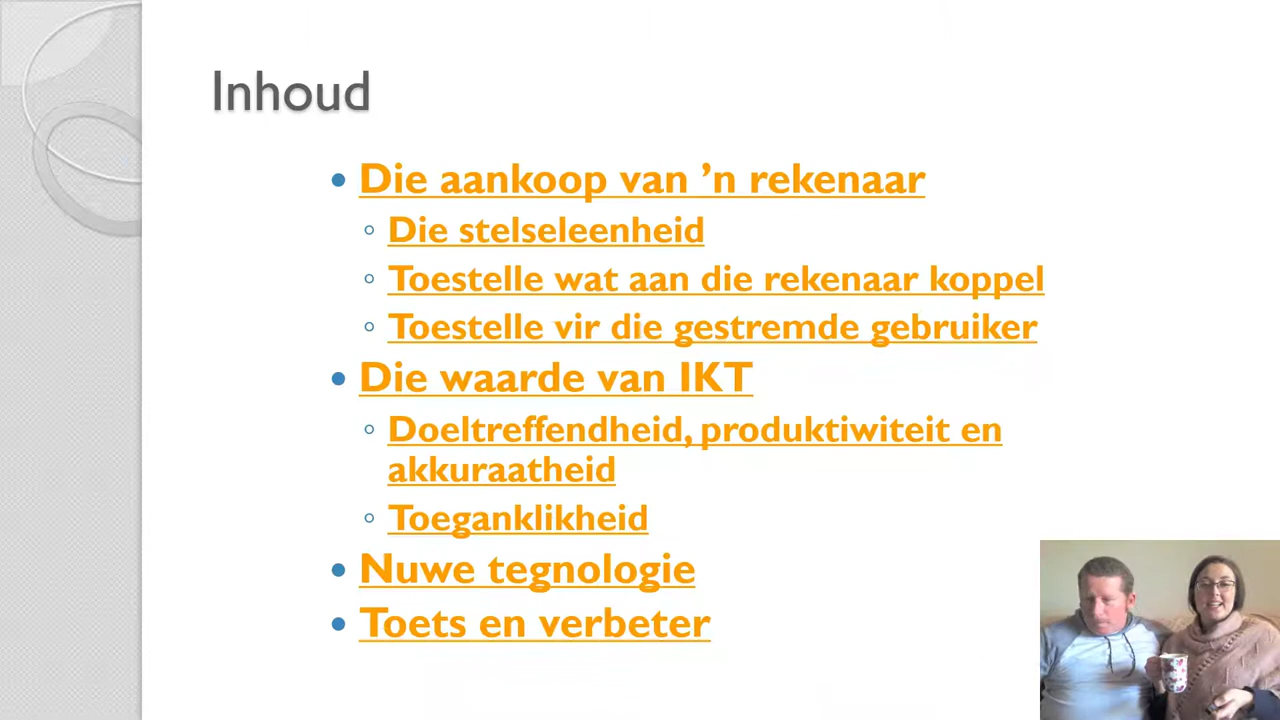 Inhoud
• Die aankoop van ’n rekenaar
◦ Die stelseleenheid
◦ Toestelle wat aan die rekenaar koppel
◦ Toestelle vir die gestremde gebruiker
• Die waarde van IKT
◦ Doeltreffendheid, produktiwiteit en
akkuraatheid
◦ Toeganklikheid
• Nuwe tegnologie
• Toets en verbeter